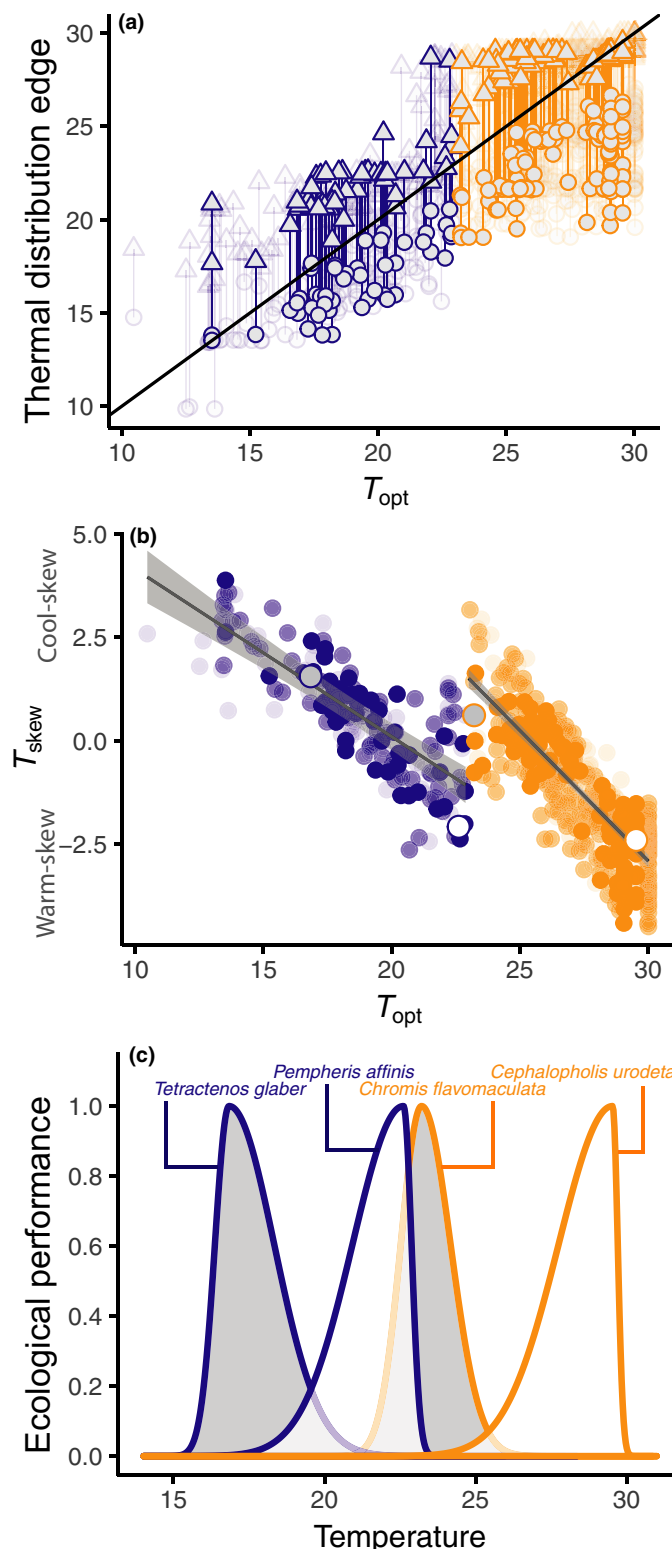 (a)
Thermal distribution edge
30
25
20
15
10
10 15 20 25 30
Topt
(b)
Cool-skew
Tskew
Warm-skew
5.0
2.5
0.0
−2.5
10 15 20 25 30
Topt
(c)
Pempheris affinis Cephalopholis urodeta
Tetractenos glaber Chromis flavomaculata
Ecological performance
1.0
0.8
0.6
0.4
0.2
0.0
15 20 25 30
Temperature